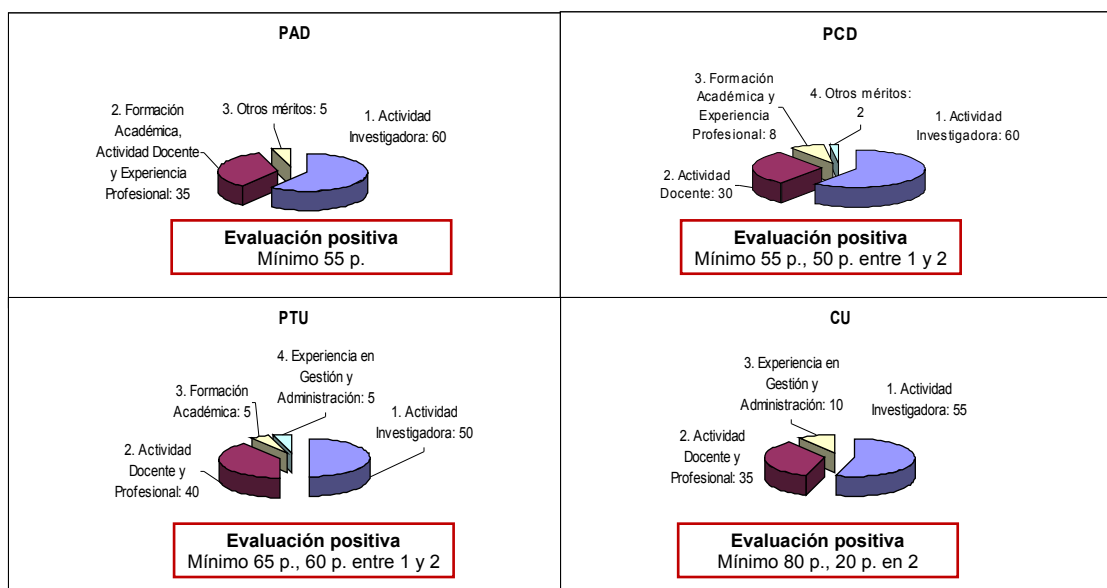 PAD
2. Formación
Académica,
Actividad Docente
y Experiencia
Profesional: 35
3. Otros méritos: 5
1. Actividad
Investigadora: 60
Evaluación positiva
Mínimo 55 p.
PCD
3. Formación
Académica y
Experiencia
Profesional: 8
4. Otros méritos:
2
1. Actividad
Investigadora: 60
2. Actividad
Docente: 30
Evaluación positiva
Mínimo 55 p., 50 p. entre 1 y 2
PTU
4. Experiencia en
Gestión y
Administración: 5
3. Formación
Académica: 5
1. Actividad
Investigadora: 50
2. Actividad
Docente y
Profesional: 40
Evaluación positiva
Mínimo 65 p., 60 p. entre 1 y 2
CU
3. Experiencia en
Gestión y
Administración: 10
1. Actividad
Investigadora: 55
2. Actividad
Docente y
Profesional: 35
Evaluación positiva
Mínimo 80 p., 20 p. en 2